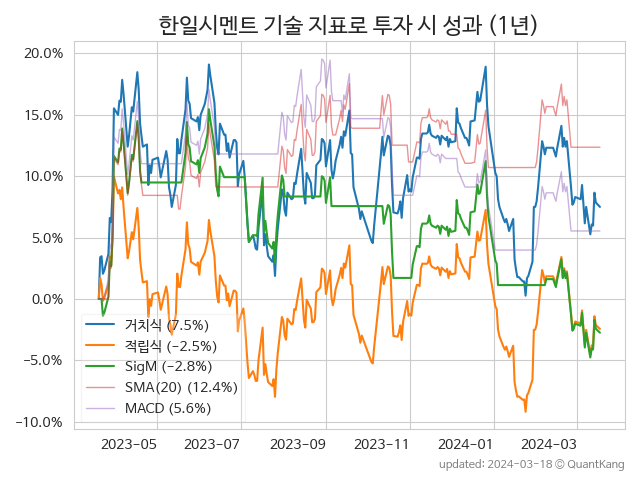 한일시멘트 기술 지표로 투자 시 성과 (1년)
20.0%
15.0%
10.0%
5.0%
0.0%
−5.0%
−10.0%
거치식 (7.5%)
적립식 (−2.5%)
SigM (−2.8%)
SMA(20) (12.4%)
MACD (5.6%)
2023−05
2023−07
2023−09
2023−11
2024−01
2024−03
updated: 2024-03-18 © QuantKang